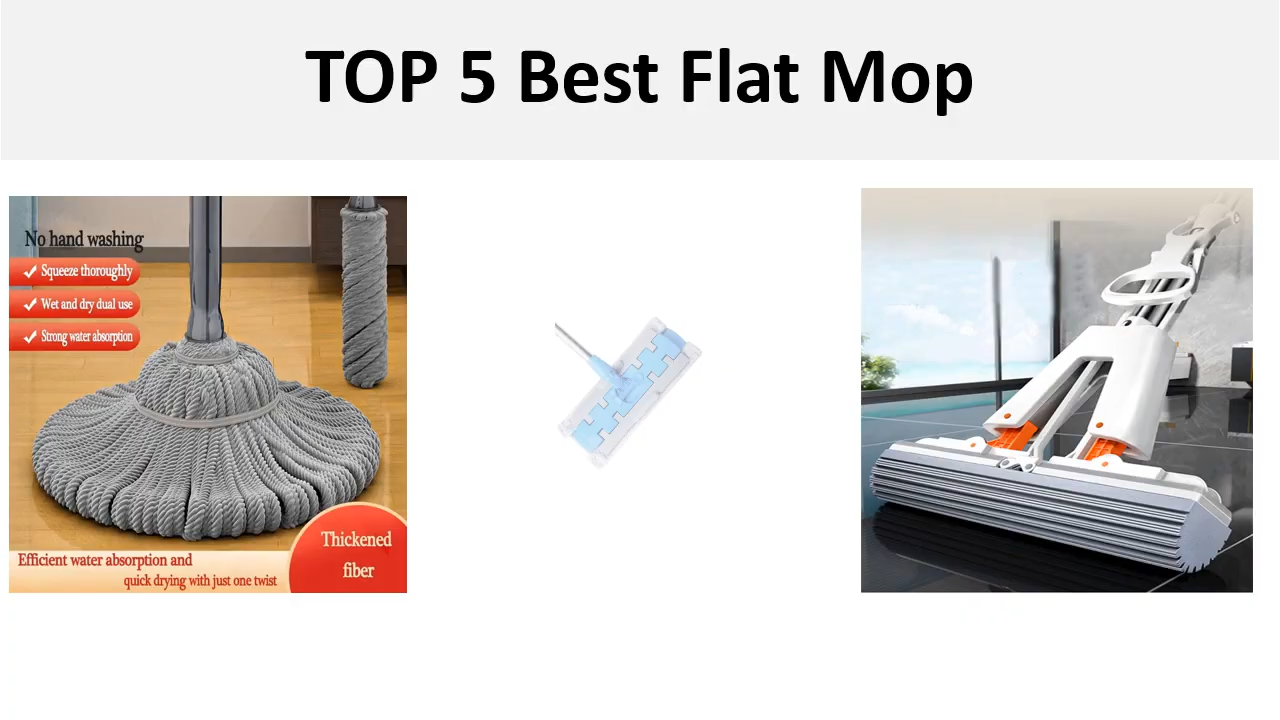 TOP 5 Best Flat Mop
No hand washing
Squeeze thoroughly
Wet and dry dual use
Strong water absorption
Thickened
fiber
Efficient water absorption and
quick drying with just one twist